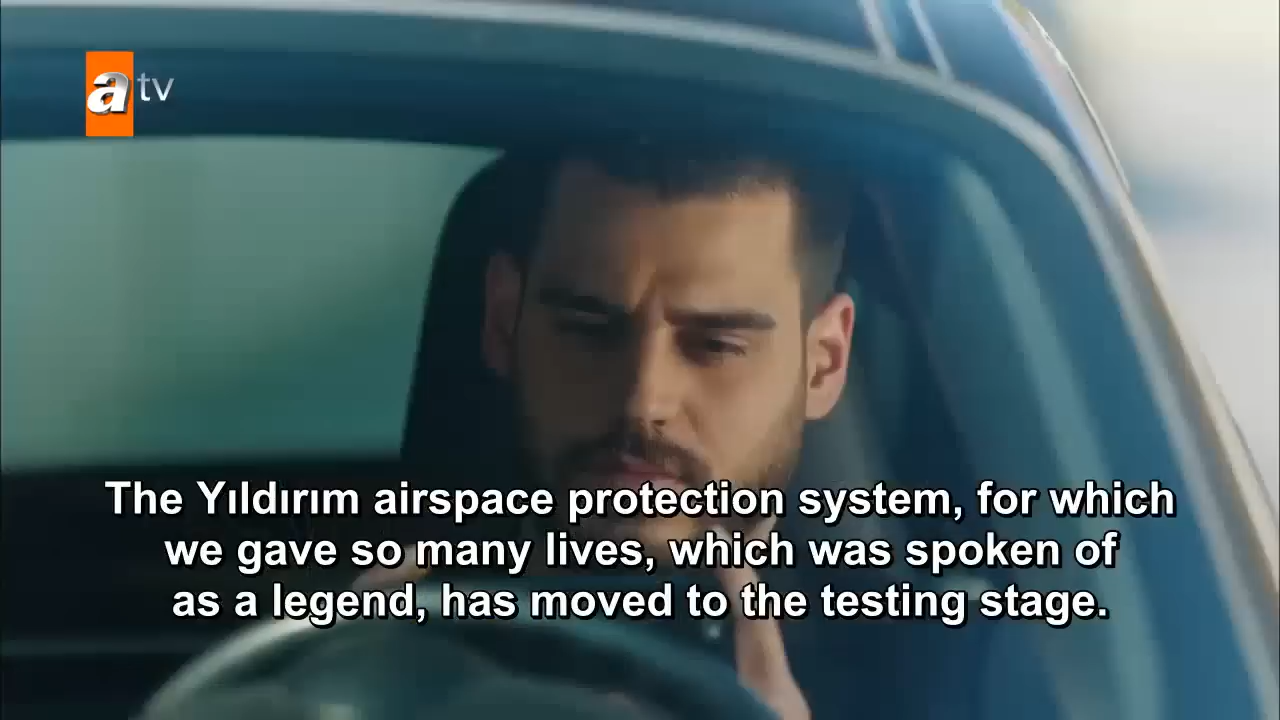 atv
The Yıldırım airspace protection system, for which
we gave so many lives, which was spoken of
as a legend, has moved to the testing stage.